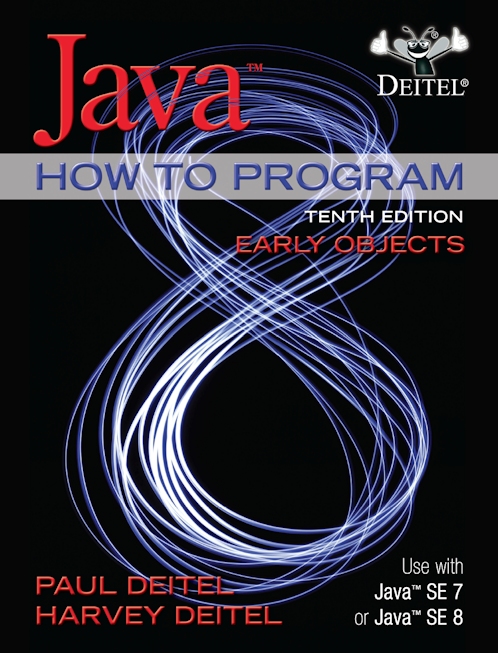 Java™
DEITEL®
HOW TO PROGRAM
TENTH EDITION
EARLY OBJECTS
8
Use with
Java™ SE 7
or Java™ SE 8
PAUL DEITEL
HARVEY DEITEL